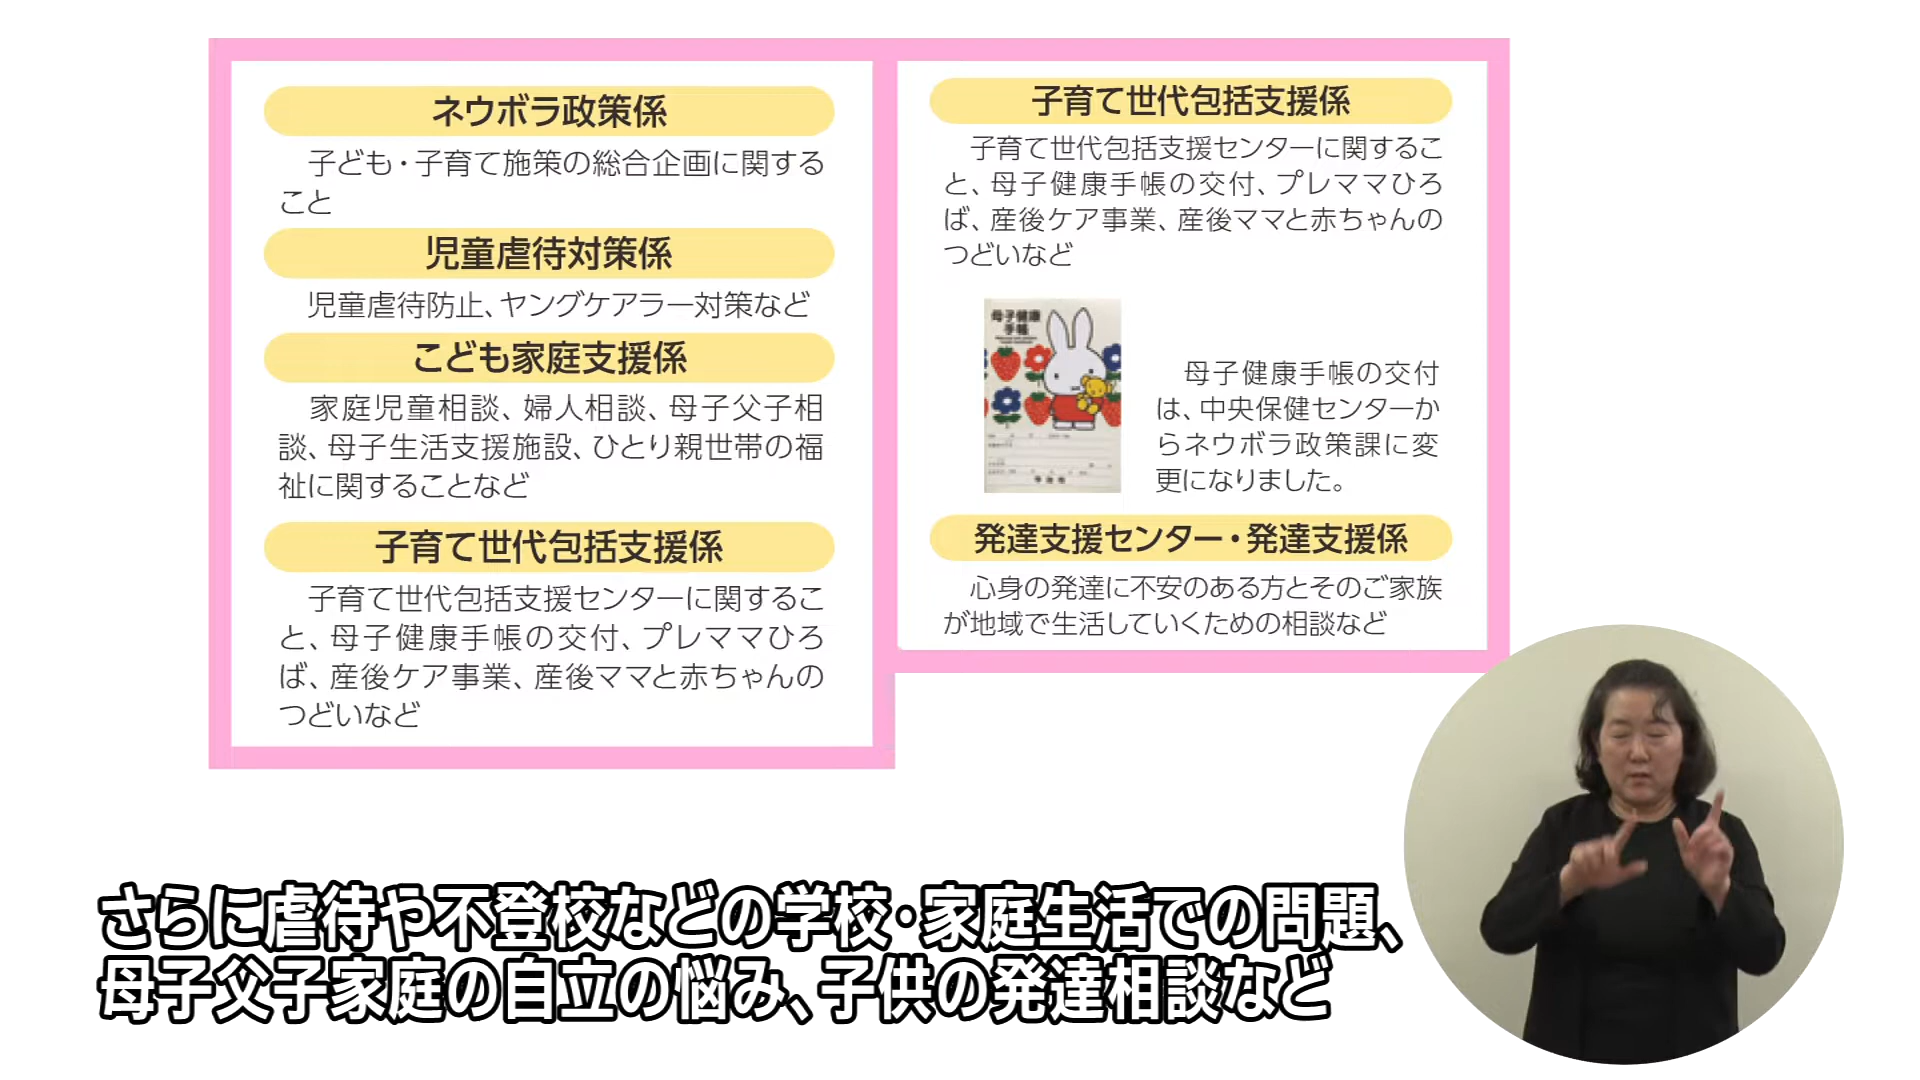 ネウボラ政策係
子ども・子育て施策の総合企画に関する
こと
児童虐待対策係
児童虐待防止、ヤングケアラー対策など
こども家庭支援係
家庭児童相談、婦人相談、母子父子相
談、母子生活支援施設、ひとり親世帯の福
祉に関することなど
子育て世代包括支援係
子育て世代包括支援センターに関するこ
と、母子健康手帳の交付、プレママひろ
ば、産後ケア事業、産後ママと赤ちゃんの
つどいなど
子育て世代包括支援係
子育て世代包括支援センターに関するこ
と、母子健康手帳の交付、プレママひろ
ば、産後ケア事業、産後ママと赤ちゃんの
つどいなど
母子健康
手帳
母子健康手帳の交付
は、中央保健センターか
らネウボラ政策課に変
更になりました。
発達支援センター・発達支援係
心身の発達に不安のある方とそのご家族
が地域で生活していくための相談など
さらに虐待や不登校などの学校・家庭生活での問題、
母子父子家庭の自立の悩み、子供の発達相談など